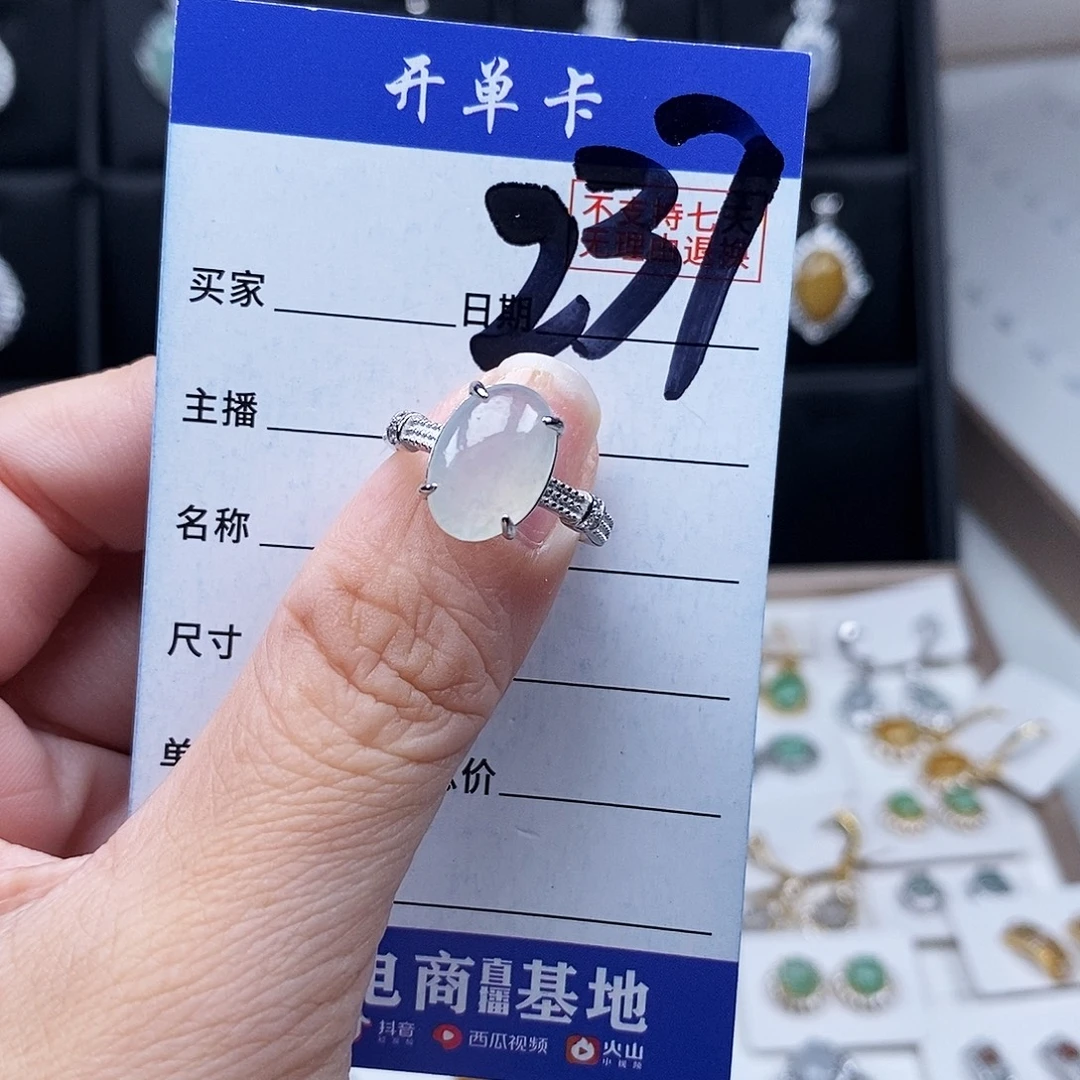 开单卡
237
不支持七天
无理由退换
买家 日期
主播
名称
尺寸
单 价
电商直播基地
抖音 西瓜视频 火山